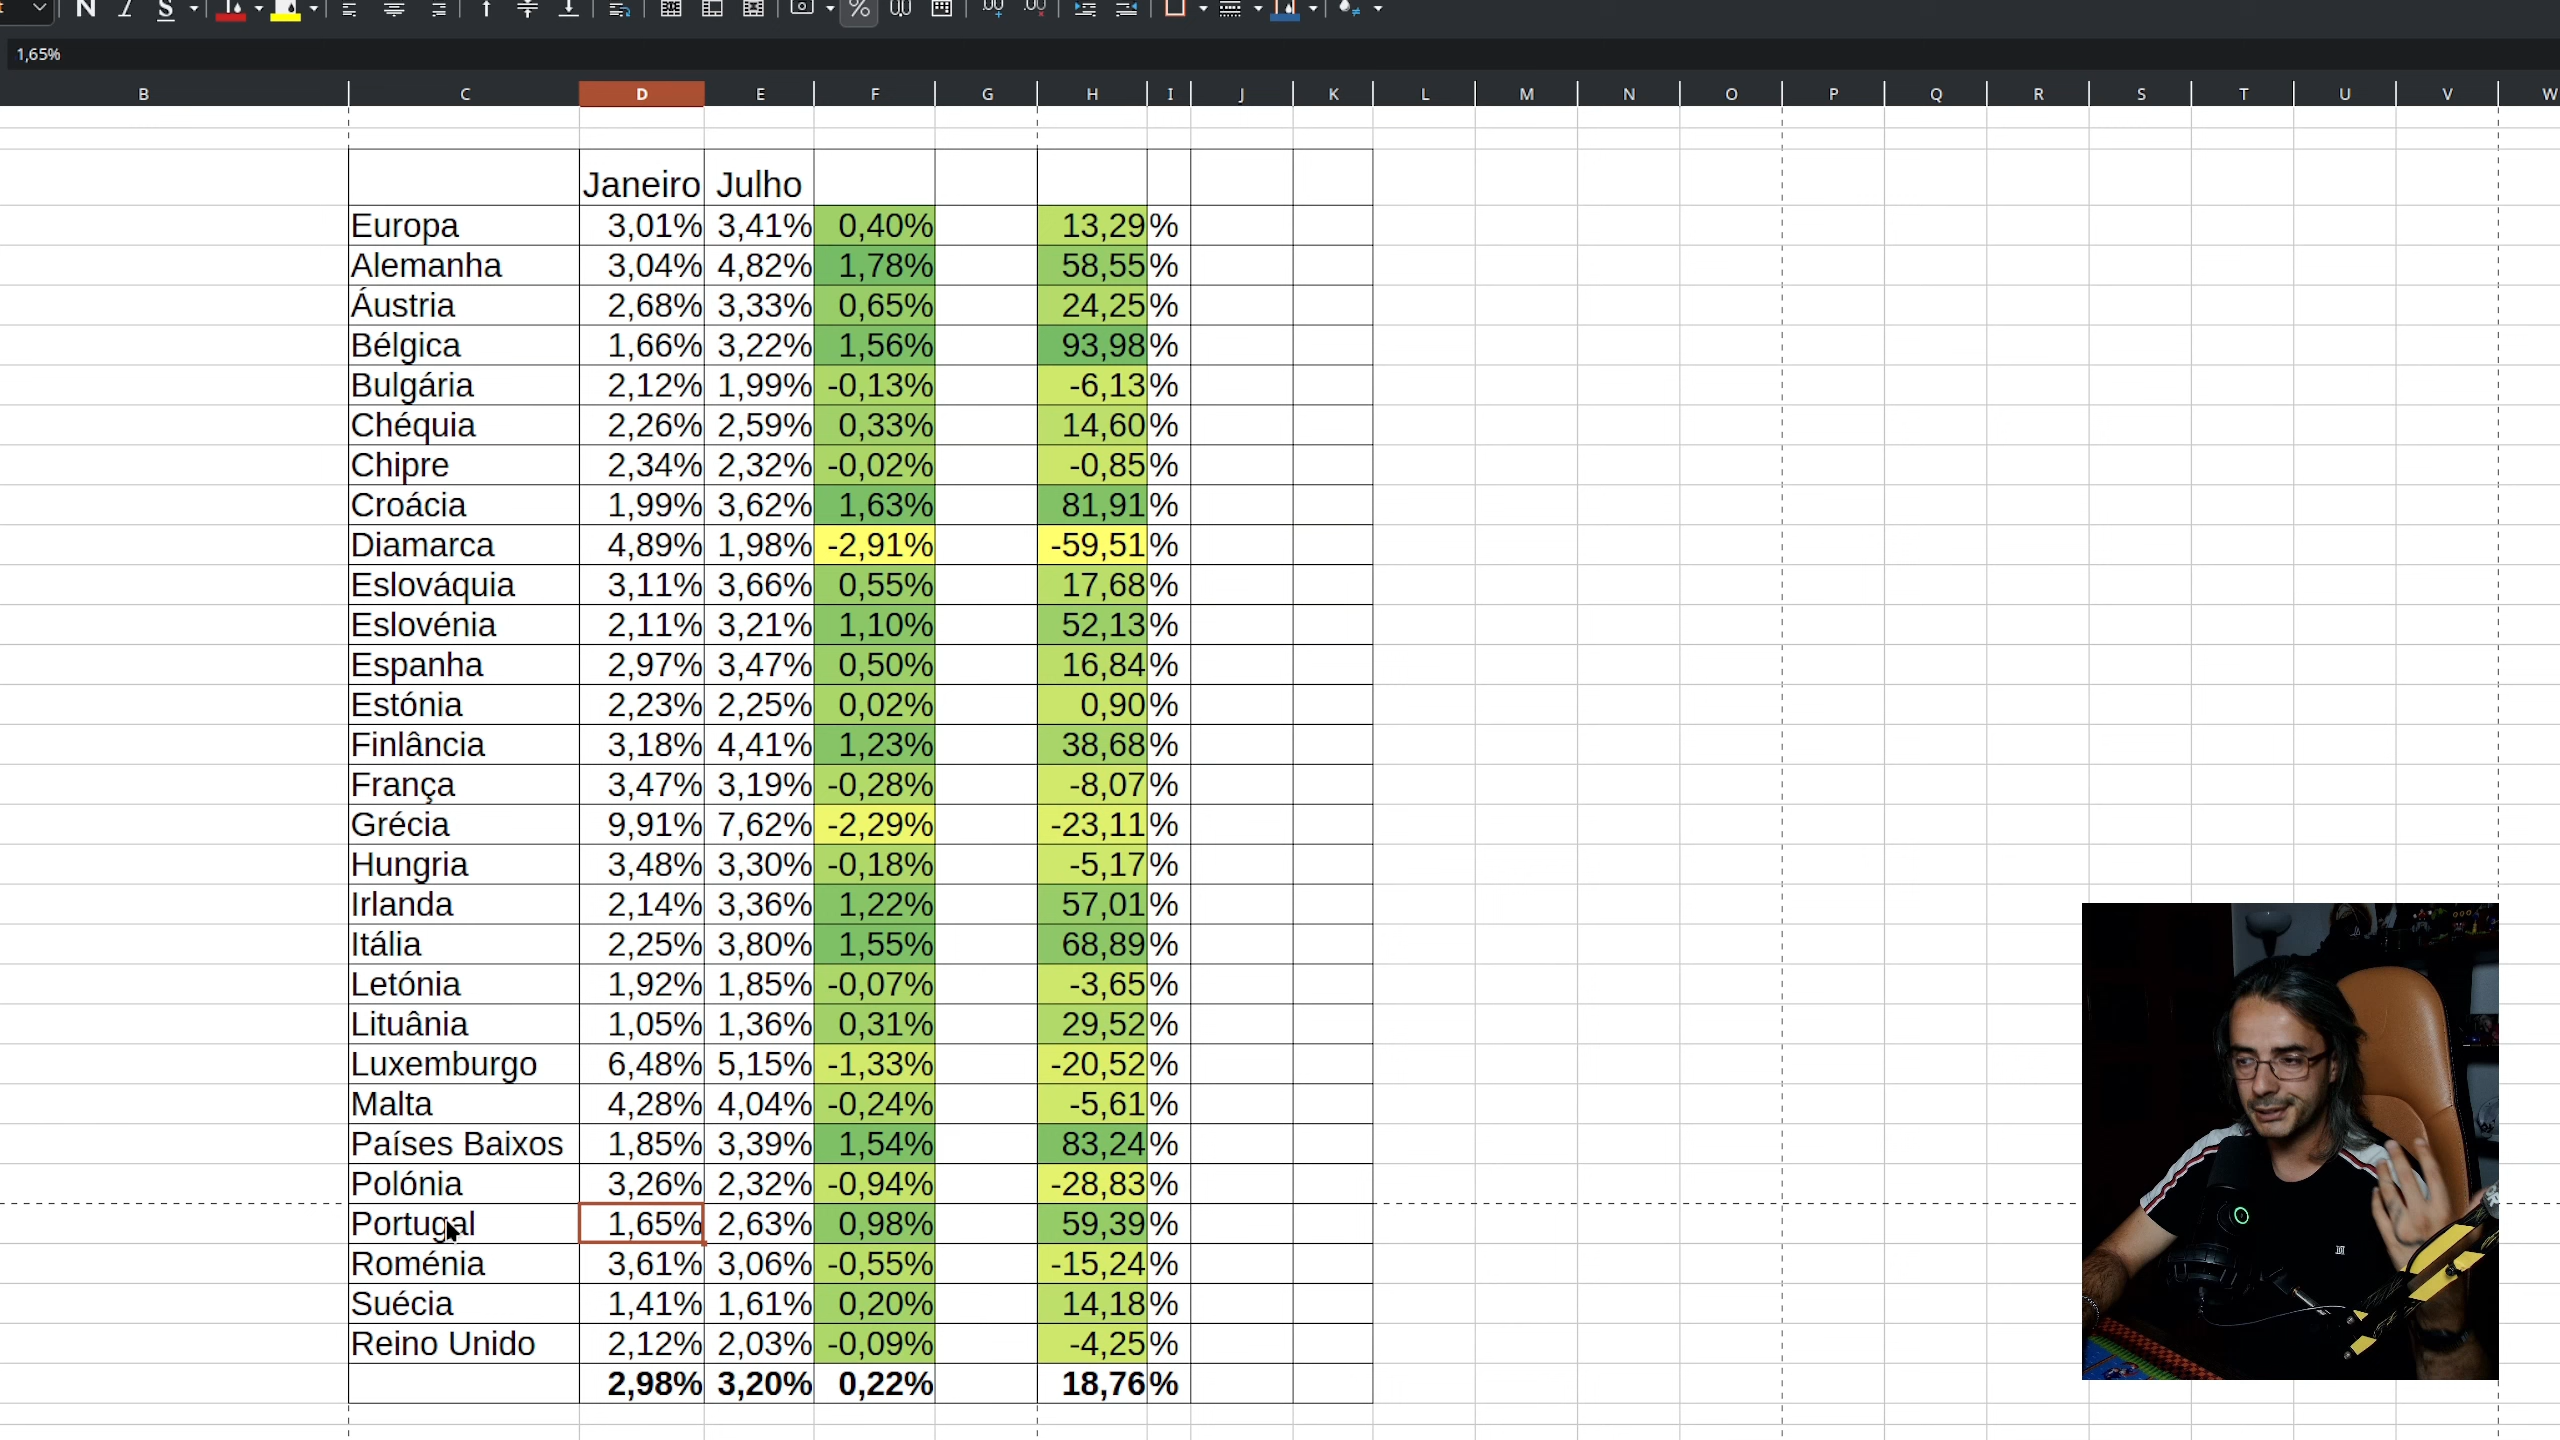 1,65%
B C D E F G H I J K L M N O P Q R S T U V W
Janeiro Julho
Europa 3,01% 3,41% 0,40% 13,29%
Alemanha 3,04% 4,82% 1,78% 58,55%
Áustria 2,68% 3,33% 0,65% 24,25%
Bélgica 1,66% 3,22% 1,56% 93,98%
Bulgária 2,12% 1,99% -0,13% -6,13%
Chéquia 2,26% 2,59% 0,33% 14,60%
Chipre 2,34% 2,32% -0,02% -0,85%
Croácia 1,99% 3,62% 1,63% 81,91%
Diamarca 4,89% 1,98% -2,91% -59,51%
Eslováquia 3,11% 3,66% 0,55% 17,68%
Eslovénia 2,11% 3,21% 1,10% 52,13%
Espanha 2,97% 3,47% 0,50% 16,84%
Estónia 2,23% 2,25% 0,02% 0,90%
Finlância 3,18% 4,41% 1,23% 38,68%
França 3,47% 3,19% -0,28% -8,07%
Grécia 9,91% 7,62% -2,29% -23,11%
Hungria 3,48% 3,30% -0,18% -5,17%
Irlanda 2,14% 3,36% 1,22% 57,01%
Itália 2,25% 3,80% 1,55% 68,89%
Letónia 1,92% 1,85% -0,07% -3,65%
Lituânia 1,05% 1,36% 0,31% 29,52%
Luxemburgo 6,48% 5,15% -1,33% -20,52%
Malta 4,28% 4,04% -0,24% -5,61%
Países Baixos 1,85% 3,39% 1,54% 83,24%
Polónia 3,26% 2,32% -0,94% -28,83%
Portugal 1,65% 2,63% 0,98% 59,39%
Roménia 3,61% 3,06% -0,55% -15,24%
Suécia 1,41% 1,61% 0,20% 14,18%
Reino Unido 2,12% 2,03% -0,09% -4,25%
2,98% 3,20% 0,22% 18,76%